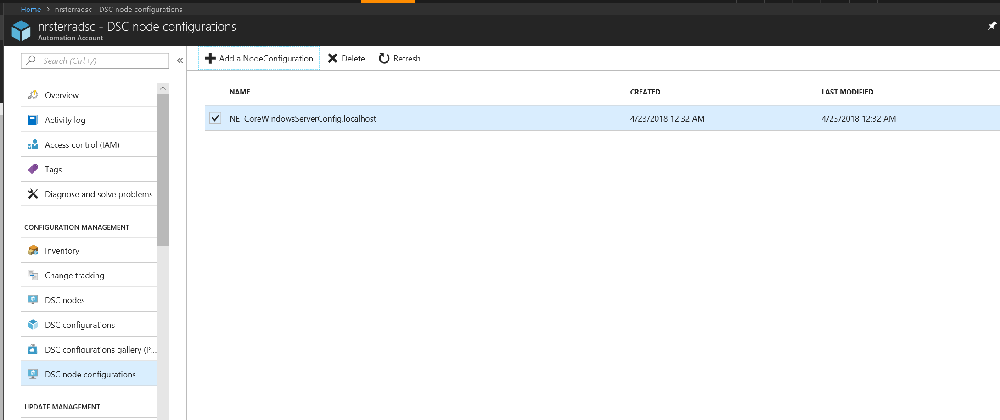 Home > nrsterradsc - DSC node configurations
nrsterradsc - DSC node configurations
Automation Account
Search (Ctrl+/)
«
Overview
Activity log
Access control (IAM)
Tags
Diagnose and solve problems
CONFIGURATION MANAGEMENT
Inventory
Change tracking
DSC nodes
DSC configurations
DSC configurations gallery (P...
DSC node configurations
UPDATE MANAGEMENT
Add a NodeConfiguration Delete Refresh
NAME CREATED LAST MODIFIED
NETCoreWindowsServerConfig.localhost 4/23/2018 12:32 AM 4/23/2018 12:32 AM